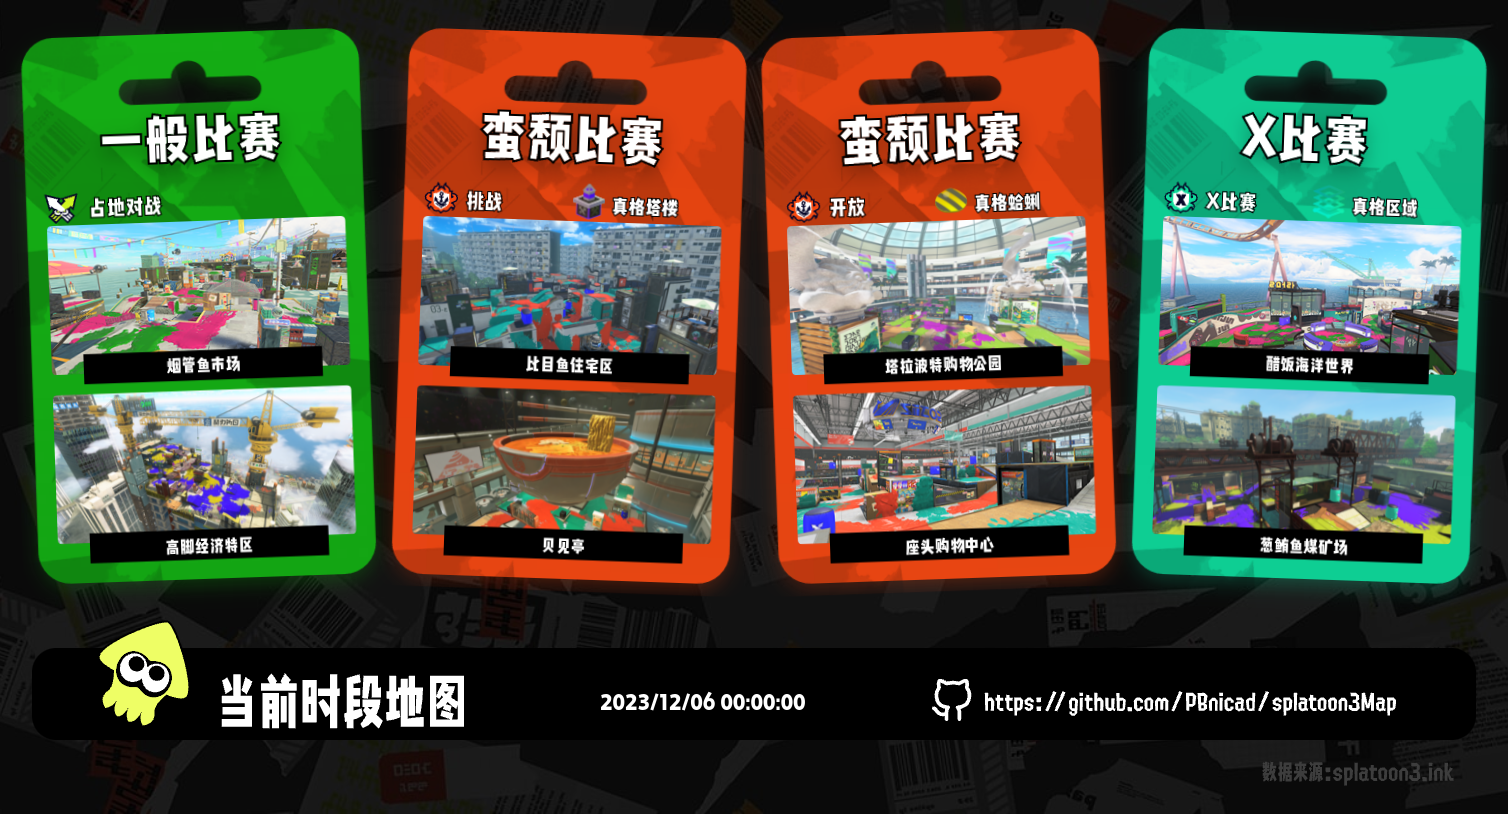 一般比赛
占地对战
烟管鱼市场
高脚经济特区
蛮颓比赛
挑战
真格塔楼
比目鱼住宅区
贝见亭
蛮颓比赛
开放
真格蛤蜊
塔拉波特购物公园
座头购物中心
X比赛
X比赛
真格区域
醋饭海洋世界
葱鲔鱼煤矿场
当前时段地图
2023/12/06 00:00:00
https://github.com/PBnicad/splatoon3Map
数据来源:splatoon3.ink